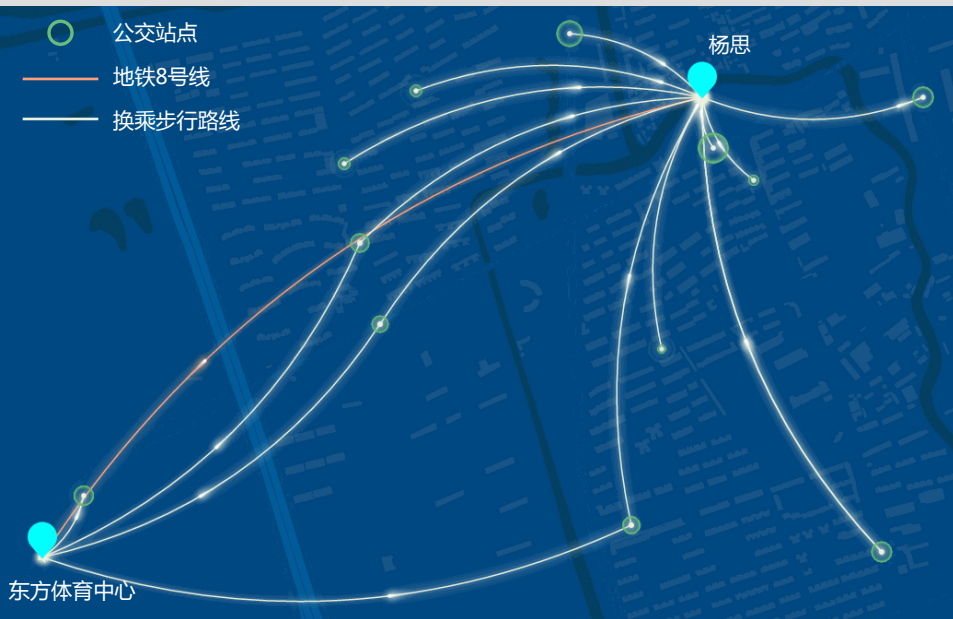 公交站点
地铁8号线
换乘步行路线
杨思
东方体育中心